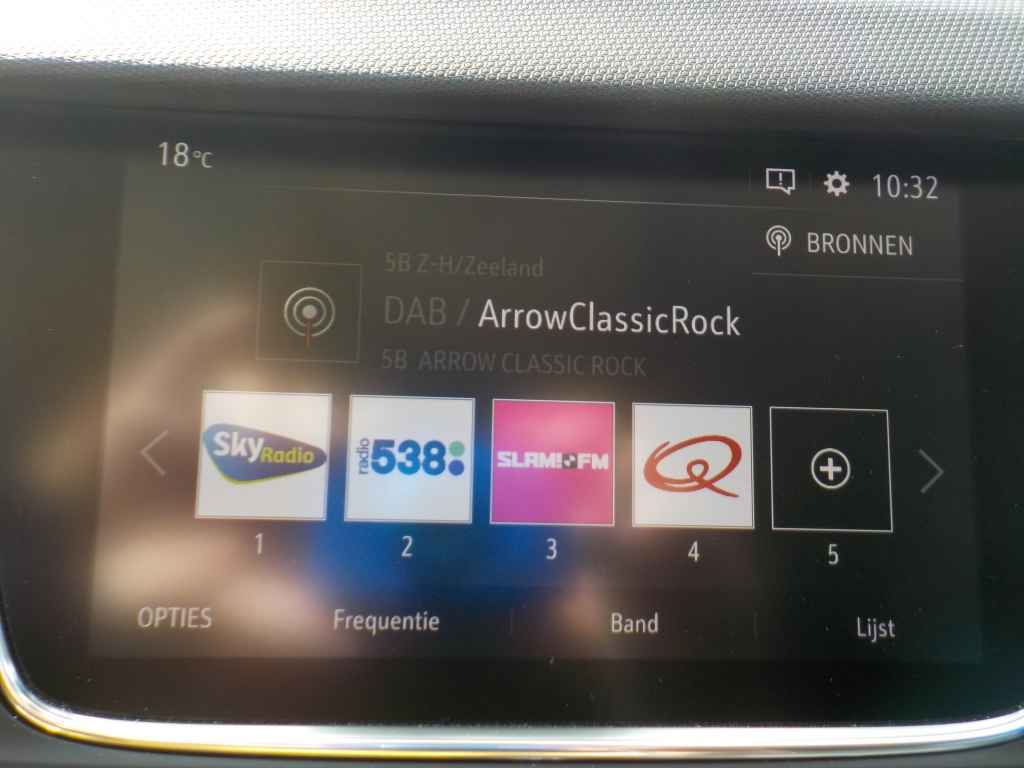 18°C
10:32
BRONNEN
5B Z-H/Zeeland
DAB / ArrowClassicRock
5B ARROW CLASSIC ROCK
Sky Radio
radio 538
SLAM! FM
Q
1
2
3
4
5
OPTIES
Frequentie
Band
Lijst